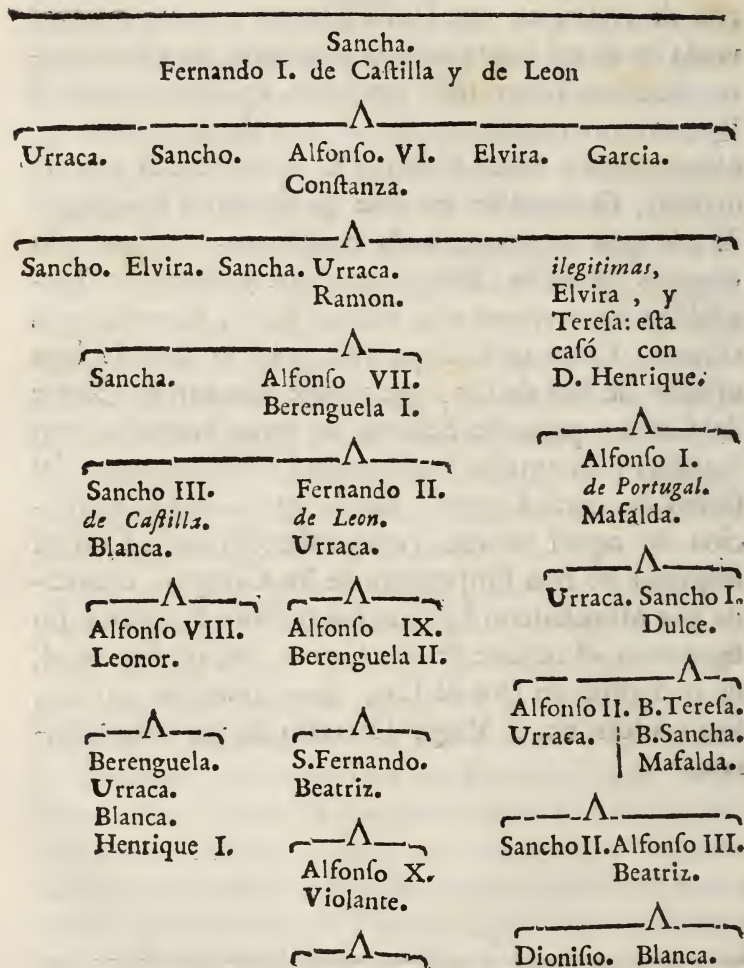 Sancha.
Fernando I. de Caſtilla y de Leon
Urraca. Sancho. Alfonſo. VI. Elvira. Garcia.
Conſtanza.
Sancho. Elvira. Sancha. Urraca.
Ramon.
ilegitimas,
Elvira , y
Tereſa: eſta
caſó con
D. Henrique.
Sancha. Alfonſo VII.
Berenguela I.
Alfonſo I.
de Portugal.
Mafalda.
Sancho III.
de Caſtilla.
Blanca.
Fernando II.
de Leon.
Urraca.
Urraca. Sancho I.
Dulce.
Alfonſo VIII.
Leonor.
Alfonſo IX.
Berenguela II.
Alfonſo II. B.Tereſa.
Urraca. B.Sancha.
Mafalda.
Berenguela.
Urraca.
Blanca.
Henrique I.
S.Fernando.
Beatriz.
Sancho II. Alfonſo III.
Beatriz.
Alfonſo X.
Violante.
Dioniſio. Blanca.